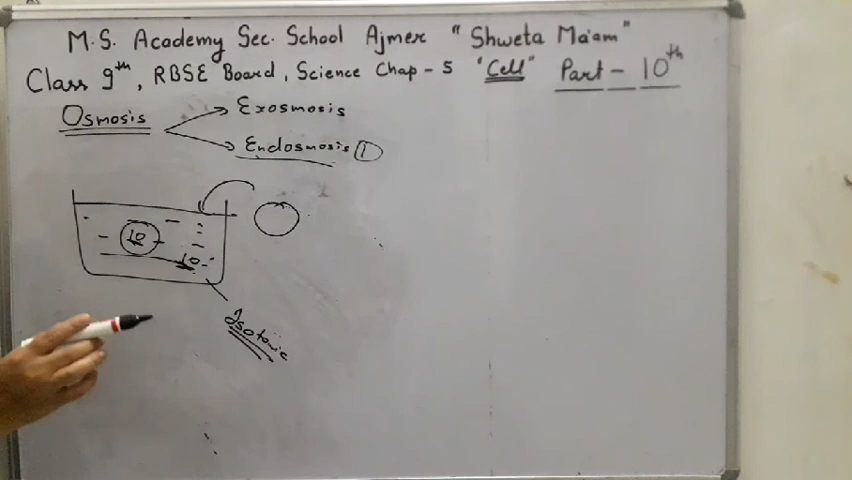 M.S. Academy Sec. School Ajmer "Shweta Ma'am"
Class 9th, RBSE Board, Science Chap - 5 "Cell" Part - 10th
Osmosis
Exosmosis
Endosmosis 1
10
10
Isotonic